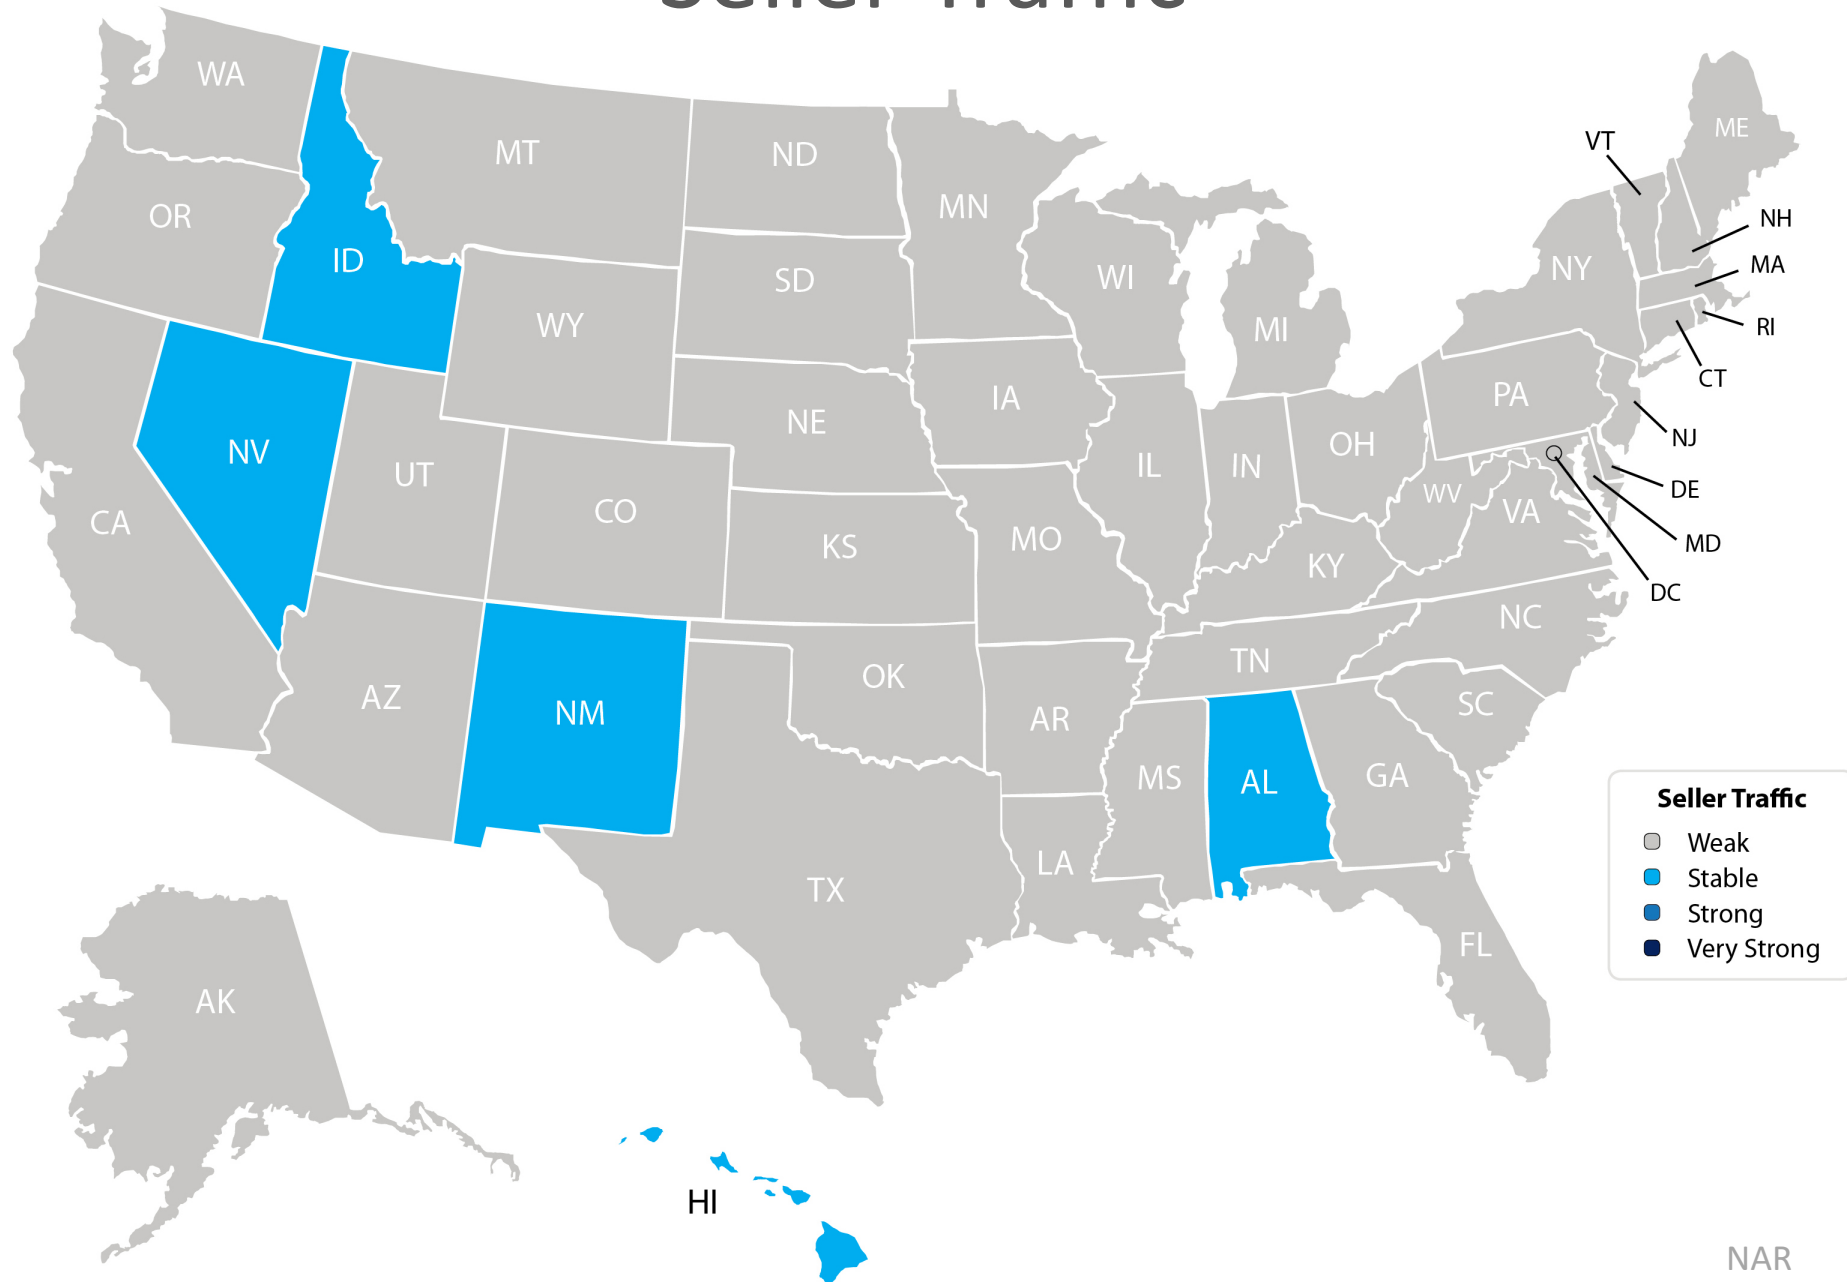 Seller Traffic
WA
MT
ND
MN
ME
VT
OR
ID
SD
WI
MI
NY
NH
MA
RI
CT
WY
NE
IA
PA
NJ
NV
UT
CO
KS
MO
IL
IN
OH
WV
VA
DE
MD
DC
CA
KY
NC
AZ
NM
OK
AR
TN
SC
MS
AL
GA
TX
LA
FL
AK
HI
Seller Traffic
Weak
Stable
Strong
Very Strong
NAR